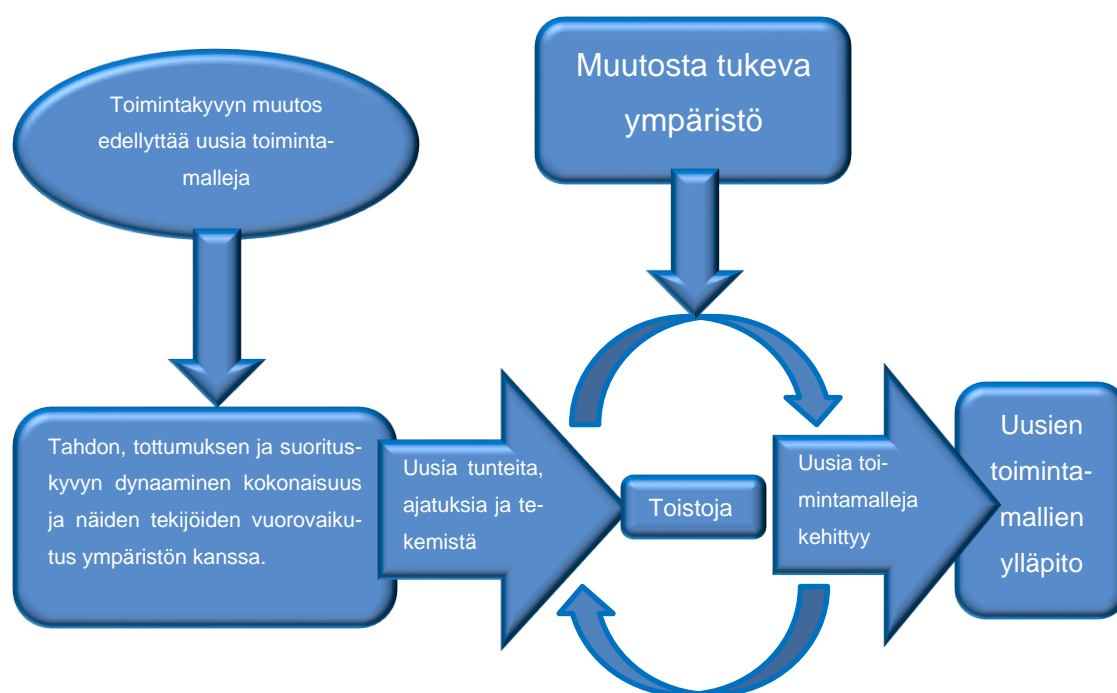 Toimintakyvyn muutos
edellyttää uusia toiminta-
malleja
Muutosta tukeva
ympäristö
Tahdon, tottumuksen ja suoritus-
kyvyn dynaaminen kokonaisuus
ja näiden tekijöiden vuorovaiku-
tus ympäristön kanssa.
Uusia tunteita,
ajatuksia ja te-
kemistä
Toistoja
Uusia toi-
mintamalleja
kehittyy
Uusien
toiminta-
mallien
ylläpito